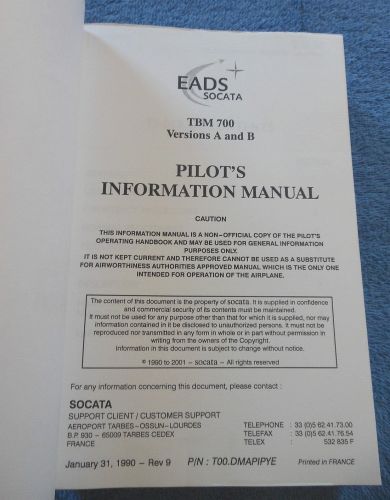 EADS
SOCATA
TBM 700
Versions A and B
PILOT'S
INFORMATION MANUAL
CAUTION
THIS INFORMATION MANUAL IS A NON-OFFICIAL COPY OF THE PILOT'S
OPERATING HANDBOOK AND MAY BE USED FOR GENERAL INFORMATION
PURPOSES ONLY.
IT IS NOT KEPT CURRENT AND THEREFORE CANNOT BE USED AS A SUBSTITUTE
FOR AIRWORTHINESS AUTHORITIES APPROVED MANUAL WHICH IS THE ONLY ONE
INTENDED FOR OPERATION OF THE AIRPLANE.
The content of this document is the property of socata. It is supplied in confidence
and commercial security of its contents must be maintained.
It must not be used for any purpose other than that for which it is supplied, nor may
information contained in it be disclosed to unauthorized persons. It must not be
reproduced nor transmitted in any form in whole or in part without permission in
writing from the owners of the Copyright.
Information in this document is subject to change without notice.
© 1990 to 2001 - socata - All rights reserved
For any information concerning this document, please contact :
SOCATA
SUPPORT CLIENT / CUSTOMER SUPPORT
AEROPORT TARBES-OSSUN-LOURDES TELEPHONE : 33 (0)5 62.41.73.00
B.P. 930 - 65009 TARBES CEDEX TELEFAX : 33 (0)5 62.41.76.54
FRANCE TELEX : 532 835 F
January 31, 1990 - Rev 9 P/N : T00.DMAPIPYE Printed in FRANCE